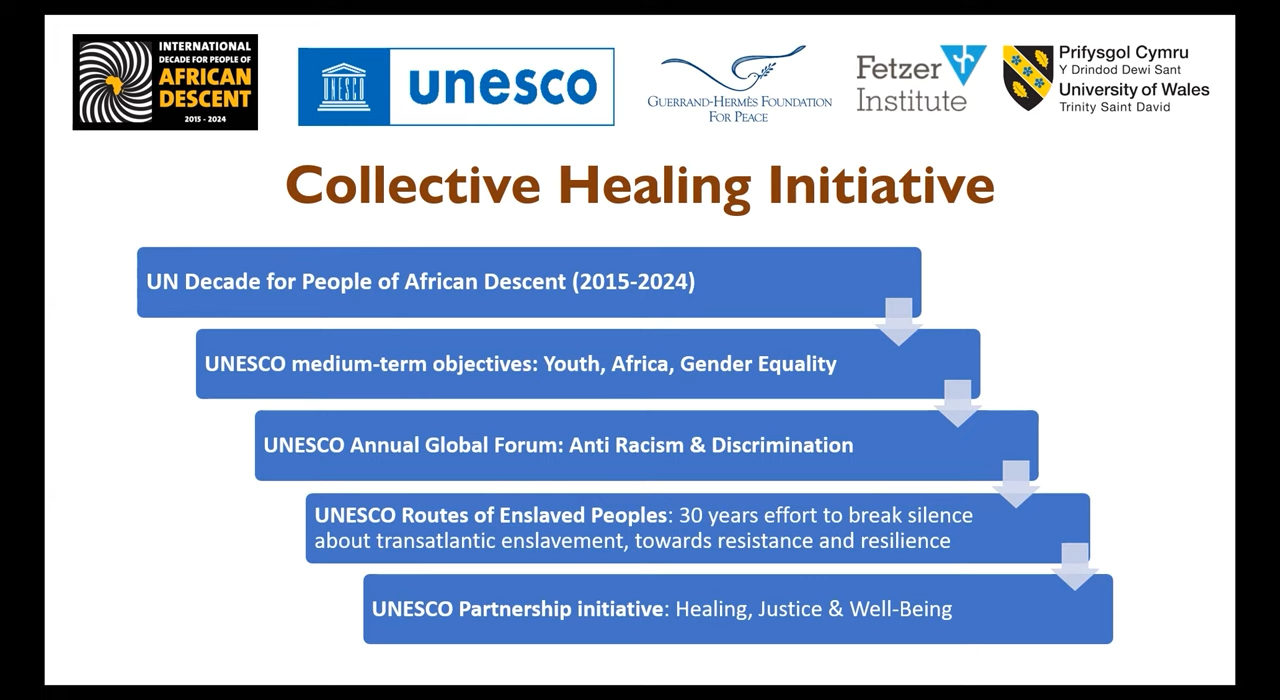 INTERNATIONAL
DECADE FOR PEOPLE OF
AFRICAN
DESCENT
2015 - 2024
UNESCO
unesco
GUERRAND-HERMÈS FOUNDATION
FOR PEACE
Fetzer
Institute
Prifysgol Cymru
Y Drindod Dewi Sant
University of Wales
Trinity Saint David
Collective Healing Initiative
UN Decade for People of African Descent (2015-2024)
UNESCO medium-term objectives: Youth, Africa, Gender Equality
UNESCO Annual Global Forum: Anti Racism & Discrimination
UNESCO Routes of Enslaved Peoples: 30 years effort to break silence
about transatlantic enslavement, towards resistance and resilience
UNESCO Partnership initiative: Healing, Justice & Well-Being